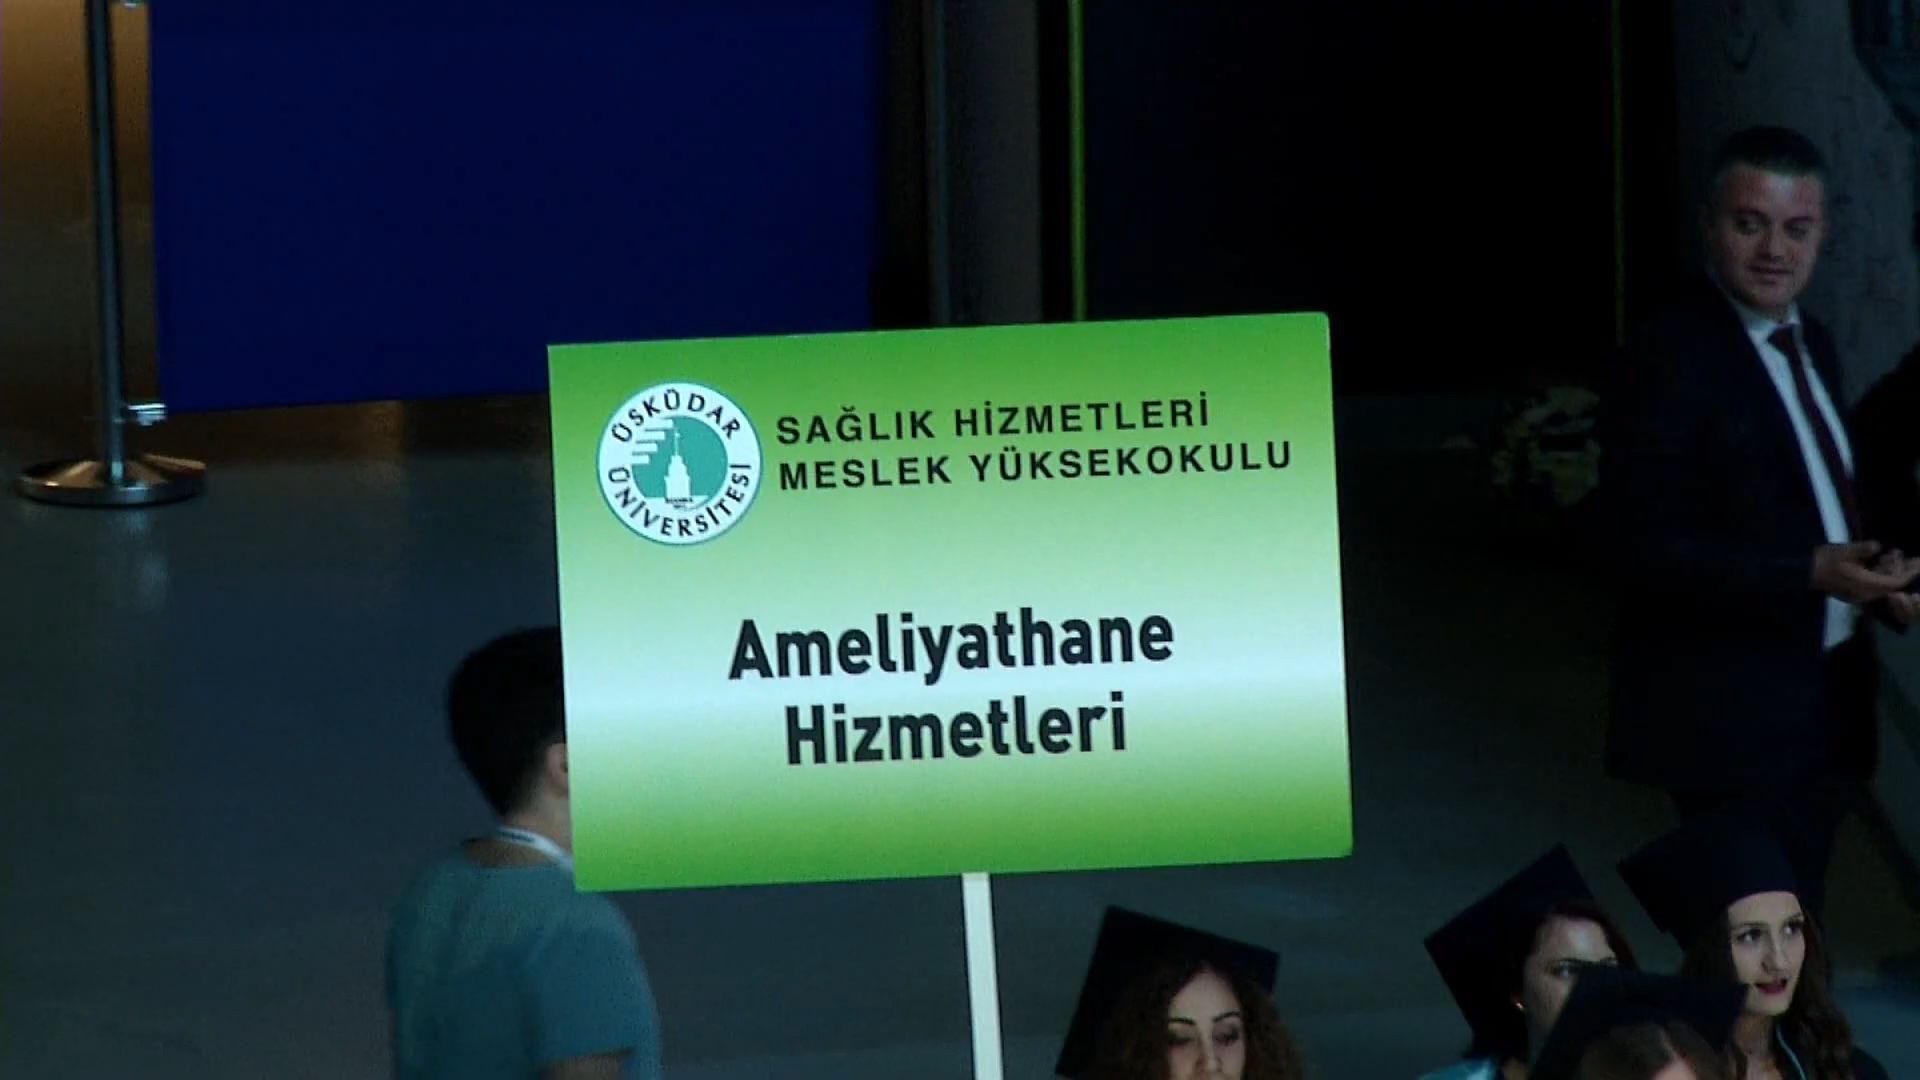 ÜSKÜDAR
ÜNİVERSİTESİ
SAĞLIK HİZMETLERİ
MESLEK YÜKSEKOKULU
Ameliyathane
Hizmetleri